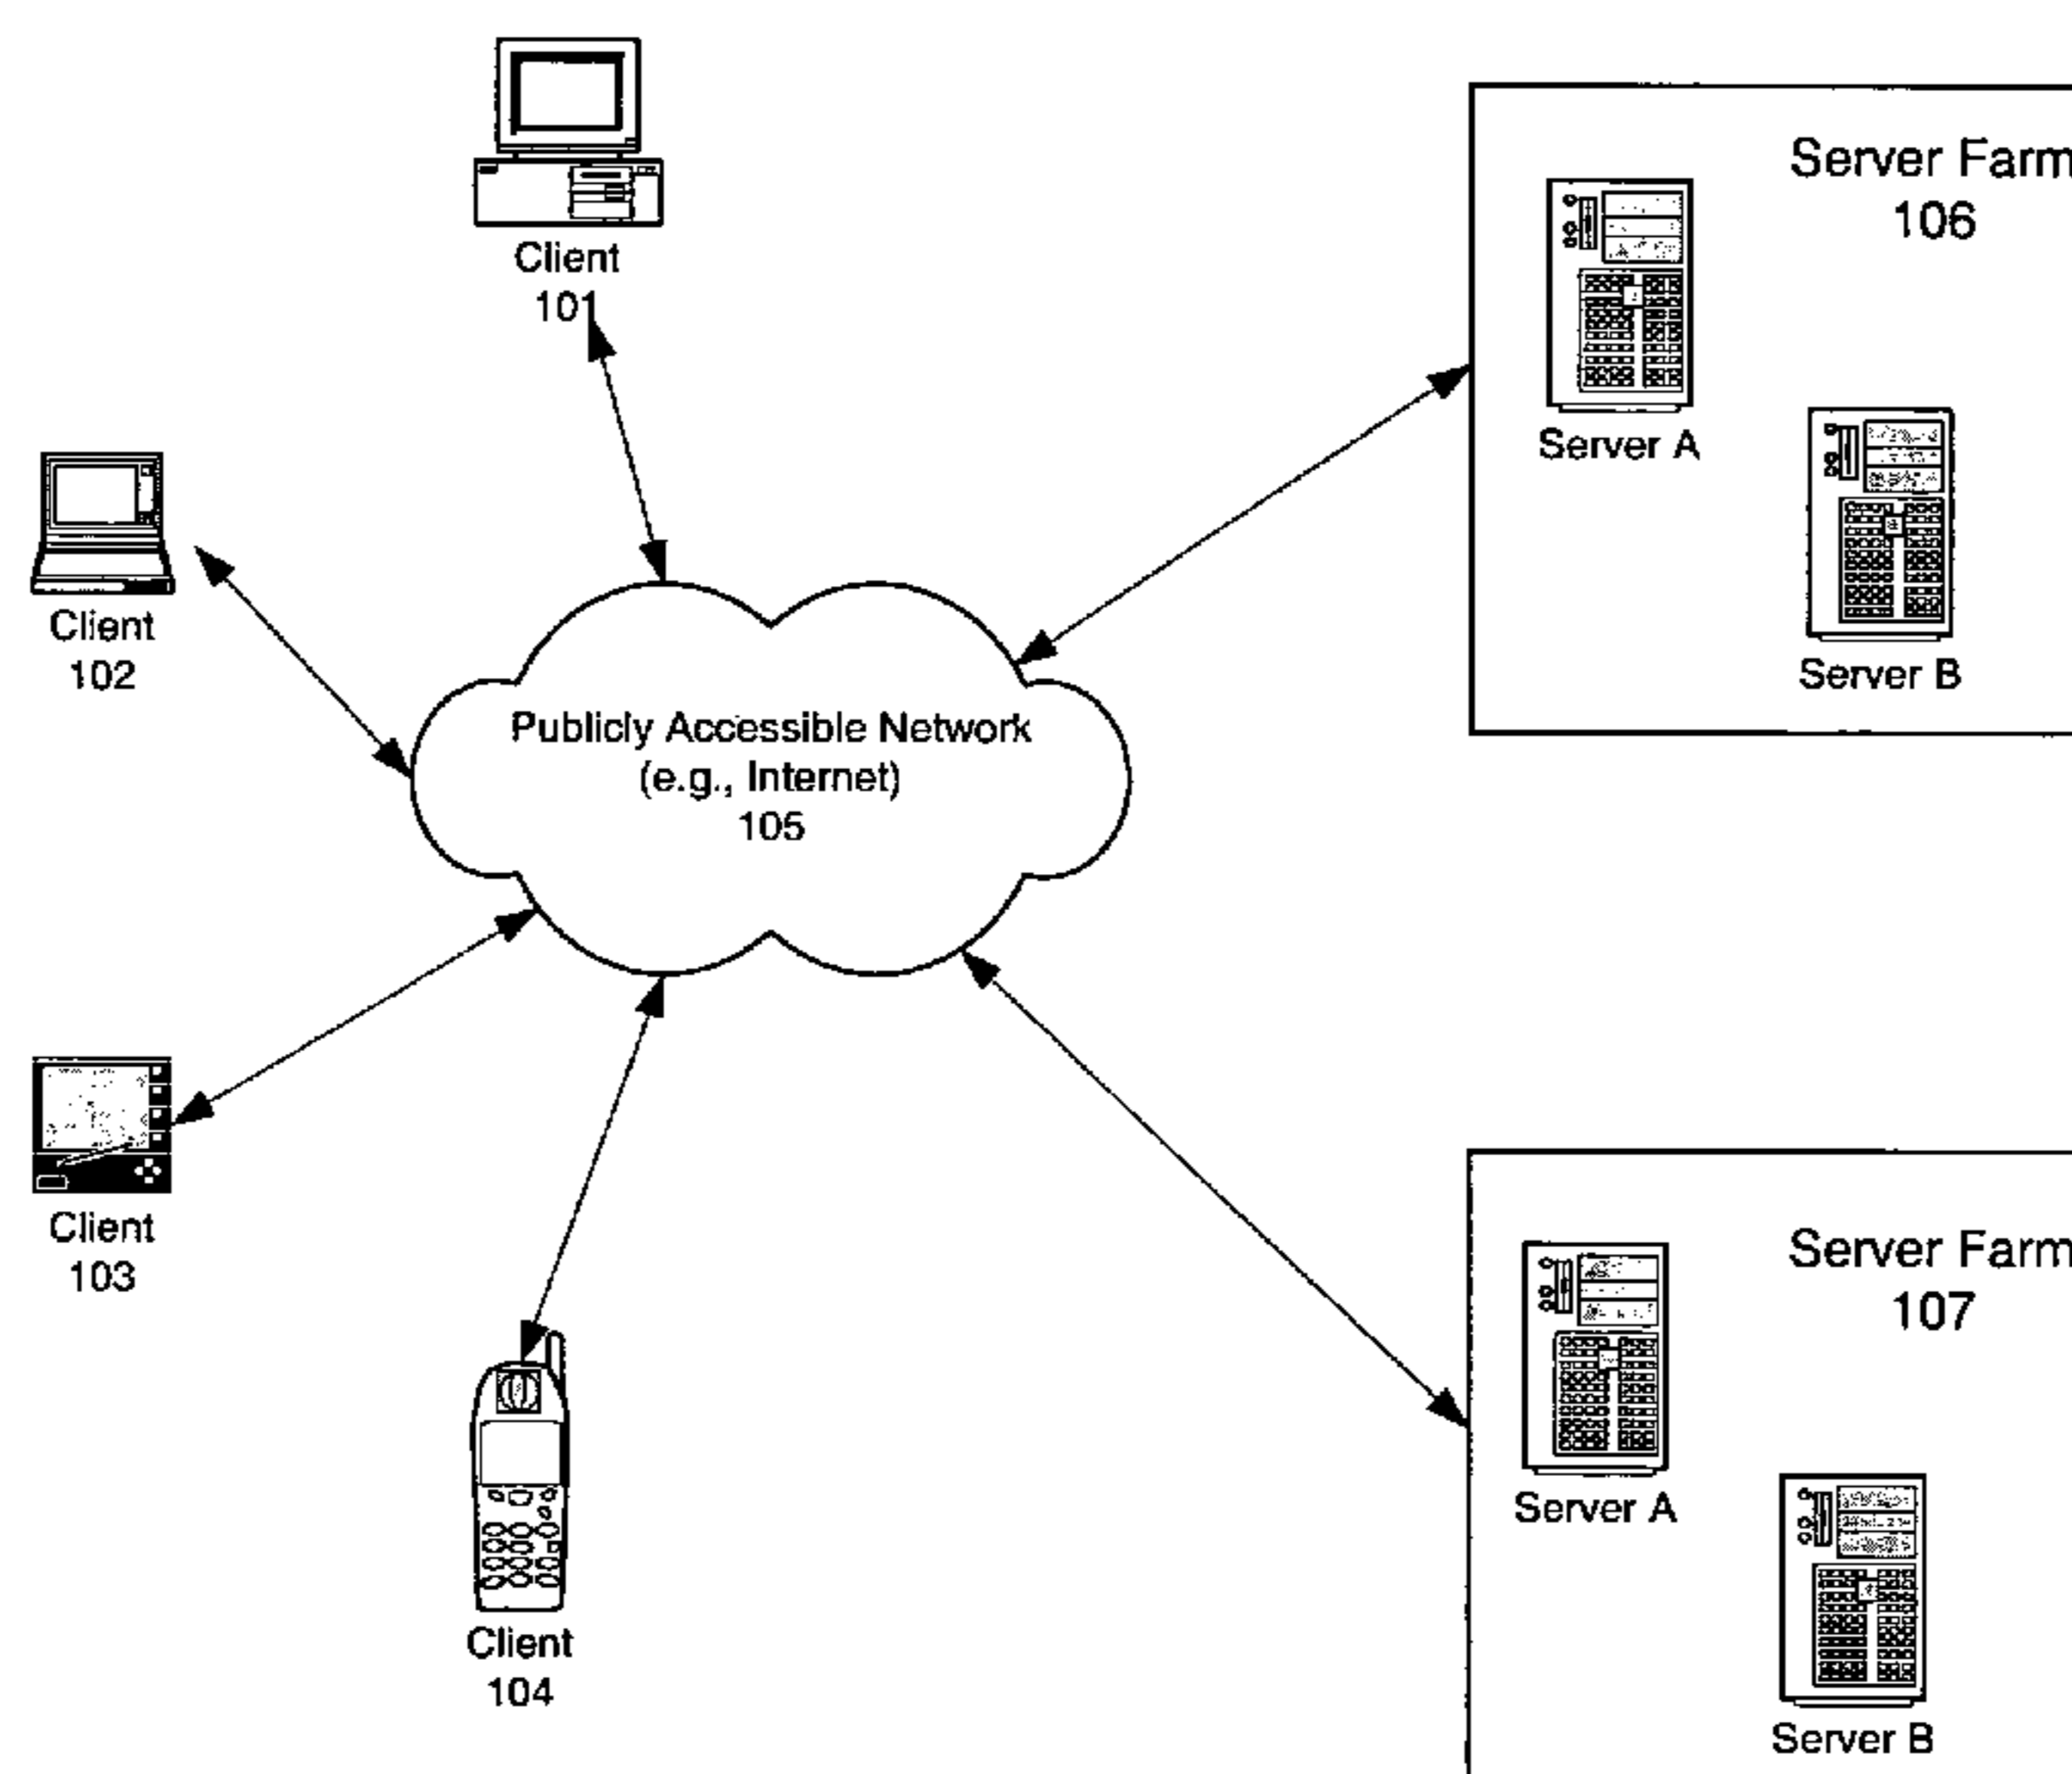 Client
101
Server Farm
106
Server A
Server B
Client
102
Publicly Accessible Network
(e.g., Internet)
105
Client
103
Client
104
Server Farm
107
Server A
Server B